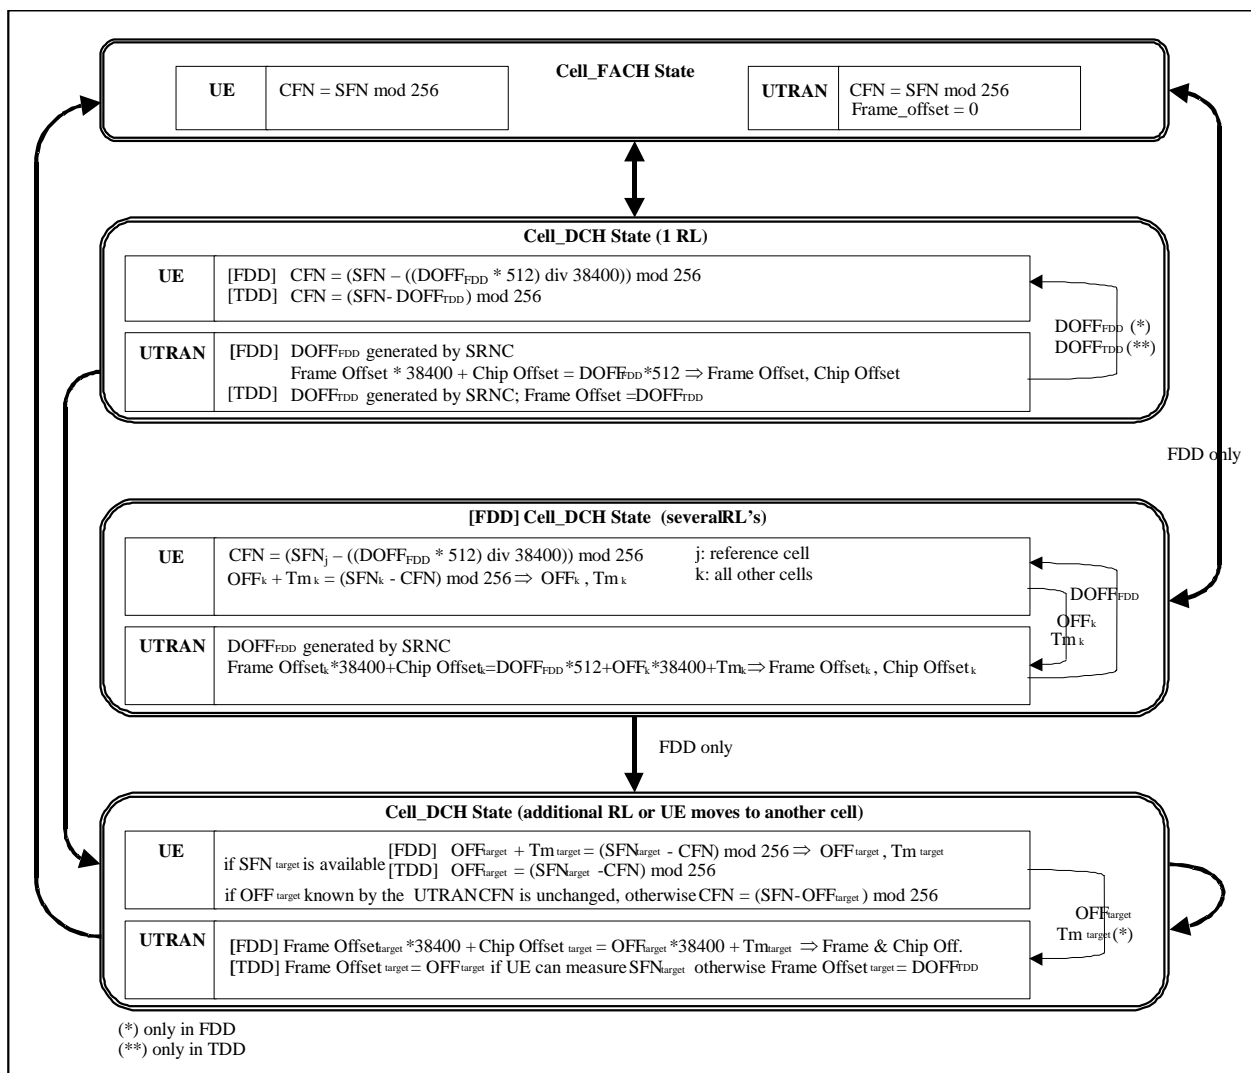 Cell_FACH State
UE
CFN = SFN mod 256
UTRAN
CFN = SFN mod 256
Frame_offset = 0
Cell_DCH State (1 RL)
UE
[FDD] CFN = (SFN – ((DOFFFDD * 512) div 38400)) mod 256
[TDD] CFN = (SFN- DOFFTDD) mod 256
UTRAN
[FDD] DOFFFDD generated by SRNC
Frame Offset * 38400 + Chip Offset = DOFFFDD*512 ⇒ Frame Offset, Chip Offset
[TDD] DOFFTDD generated by SRNC; Frame Offset =DOFFTDD
DOFFFDD (*)
DOFFTDD (**)
FDD only
[FDD] Cell_DCH State (severalRL's)
UE
CFN = (SFNj – ((DOFFFDD * 512) div 38400)) mod 256
j: reference cell
OFFk + Tmk = (SFNk - CFN) mod 256 ⇒ OFFk , Tmk
k: all other cells
UTRAN
DOFFFDD generated by SRNC
Frame Offsetk*38400+Chip Offsetk=DOFFFDD*512+OFFk*38400+Tmk⇒ Frame Offsetk , Chip Offsetk
DOFFFDD
OFFk
Tmk
FDD only
Cell_DCH State (additional RL or UE moves to another cell)
UE
if SFN target is available
[FDD] OFFtarget + Tmtarget = (SFNtarget - CFN) mod 256 ⇒ OFFtarget , Tmtarget
[TDD] OFFtarget = (SFNtarget -CFN) mod 256
if OFF target known by the UTRAN CFN is unchanged, otherwise CFN = (SFN-OFFtarget) mod 256
UTRAN
[FDD] Frame Offsettarget*38400 + Chip Offset target = OFFtarget*38400 + Tmtarget ⇒ Frame & Chip Off.
[TDD] Frame Offset target = OFFtarget if UE can measure SFNtarget otherwise Frame Offset target = DOFFTDD
OFFtarget
Tm target (*)
(*) only in FDD
(**) only in TDD